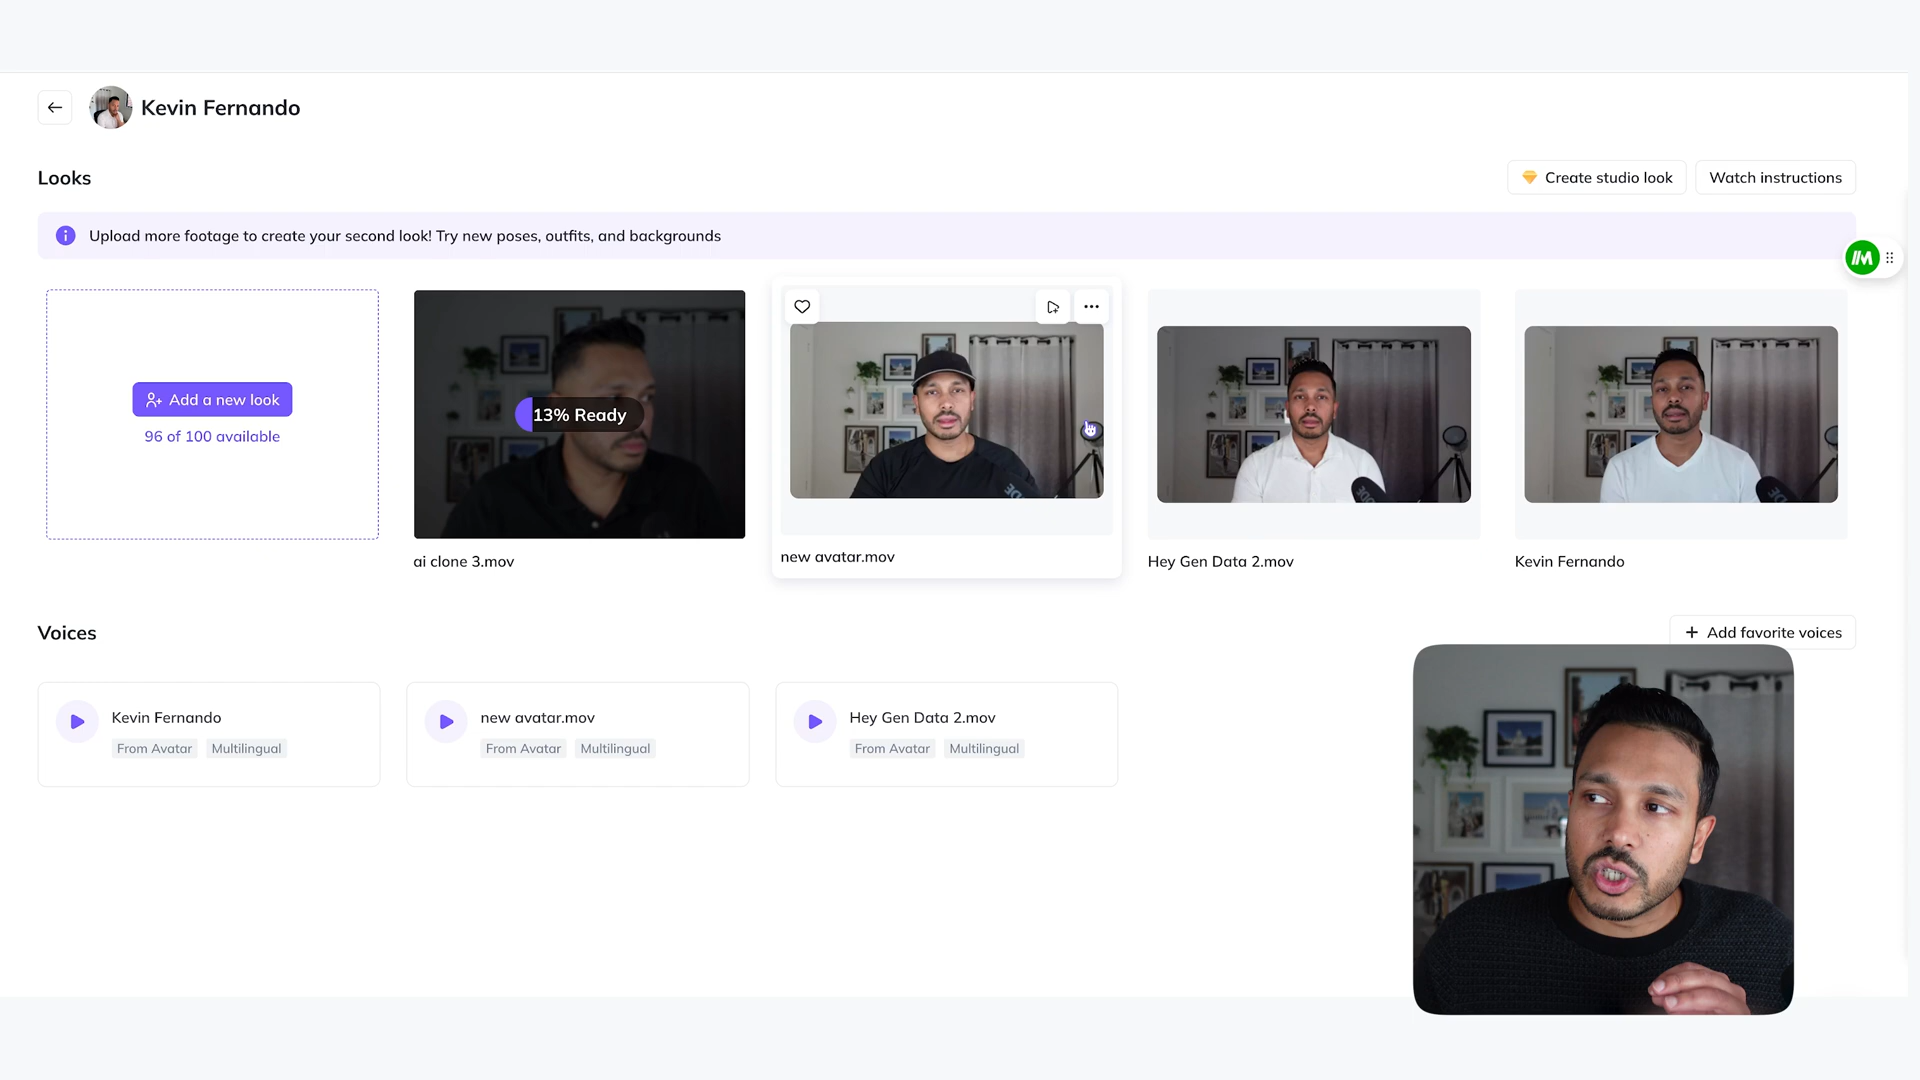 Kevin Fernando
Looks
Create studio look
Watch instructions
Upload more footage to create your second look! Try new poses, outfits, and backgrounds
Add a new look
96 of 100 available
13% Ready
ai clone 3.mov
new avatar.mov
Hey Gen Data 2.mov
Kevin Fernando
Voices
+ Add favorite voices
Kevin Fernando
From Avatar
Multilingual
new avatar.mov
From Avatar
Multilingual
Hey Gen Data 2.mov
From Avatar
Multilingual